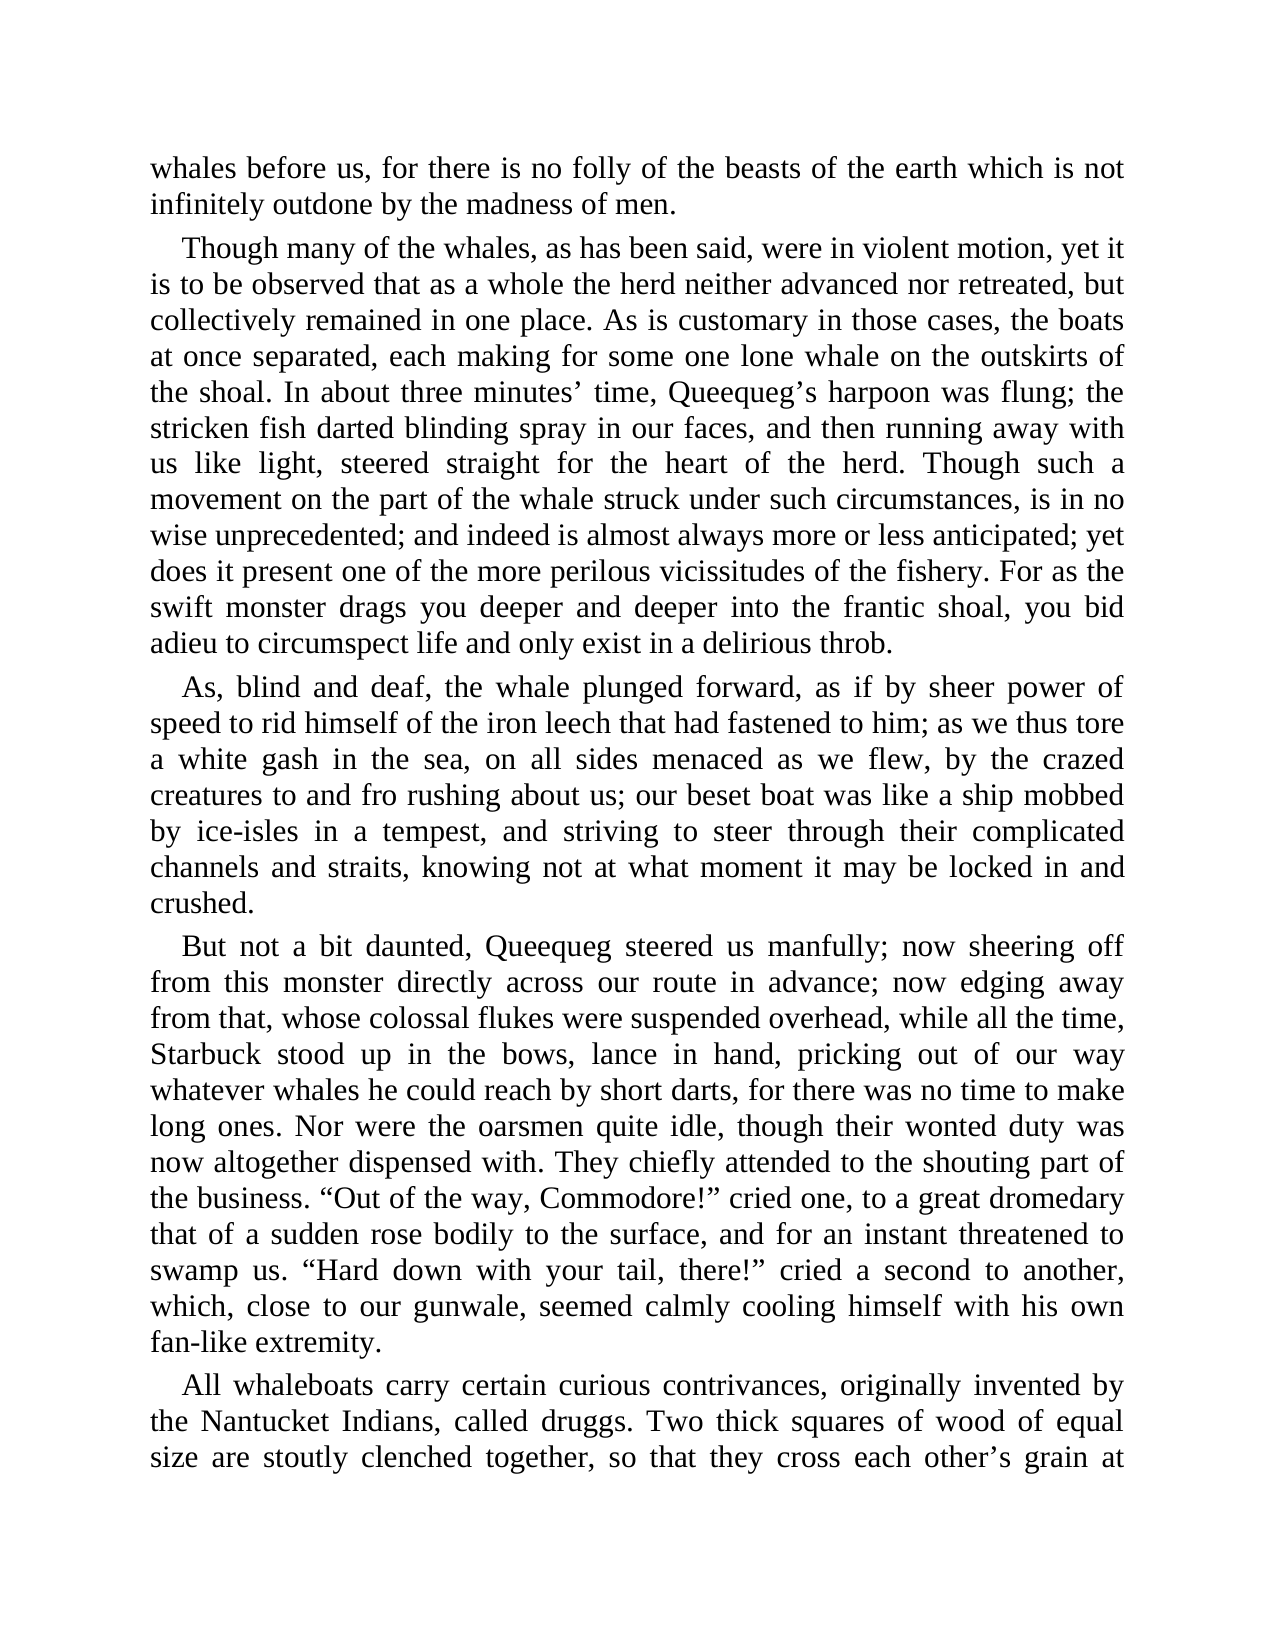 whales before us, for there is no folly of the beasts of the earth which is not
infinitely outdone by the madness of men.
Though many of the whales, as has been said, were in violent motion, yet it
is to be observed that as a whole the herd neither advanced nor retreated, but
collectively remained in one place. As is customary in those cases, the boats
at once separated, each making for some one lone whale on the outskirts of
the shoal. In about three minutes’ time, Queequeg’s harpoon was flung; the
stricken fish darted blinding spray in our faces, and then running away with
us like light, steered straight for the heart of the herd. Though such a
movement on the part of the whale struck under such circumstances, is in no
wise unprecedented; and indeed is almost always more or less anticipated; yet
does it present one of the more perilous vicissitudes of the fishery. For as the
swift monster drags you deeper and deeper into the frantic shoal, you bid
adieu to circumspect life and only exist in a delirious throb.
As, blind and deaf, the whale plunged forward, as if by sheer power of
speed to rid himself of the iron leech that had fastened to him; as we thus tore
a white gash in the sea, on all sides menaced as we flew, by the crazed
creatures to and fro rushing about us; our beset boat was like a ship mobbed
by ice-isles in a tempest, and striving to steer through their complicated
channels and straits, knowing not at what moment it may be locked in and
crushed.
But not a bit daunted, Queequeg steered us manfully; now sheering off
from this monster directly across our route in advance; now edging away
from that, whose colossal flukes were suspended overhead, while all the time,
Starbuck stood up in the bows, lance in hand, pricking out of our way
whatever whales he could reach by short darts, for there was no time to make
long ones. Nor were the oarsmen quite idle, though their wonted duty was
now altogether dispensed with. They chiefly attended to the shouting part of
the business. “Out of the way, Commodore!” cried one, to a great dromedary
that of a sudden rose bodily to the surface, and for an instant threatened to
swamp us. “Hard down with your tail, there!” cried a second to another,
which, close to our gunwale, seemed calmly cooling himself with his own
fan-like extremity.
All whaleboats carry certain curious contrivances, originally invented by
the Nantucket Indians, called druggs. Two thick squares of wood of equal
size are stoutly clenched together, so that they cross each other’s grain at